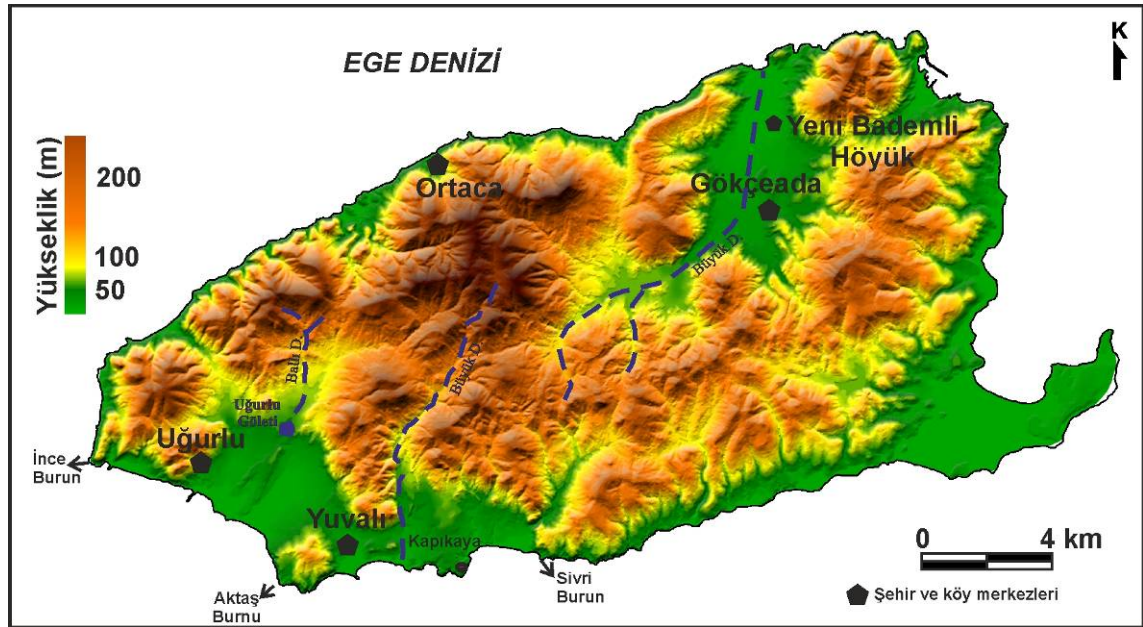 EGE DENİZİ
K
Yükseklik (m)
200
100
50
Yeni Bademli
Höyük
Ortaca
Gökçeada
Büyük D.
Büyük D.
Ballı D.
Uğurlu
Göleti
Uğurlu
İnce
Burun
Yuvalı
Kapıkaya
Aktaş
Burnu
Sivri
Burun
0 4 km
Şehir ve köy merkezleri